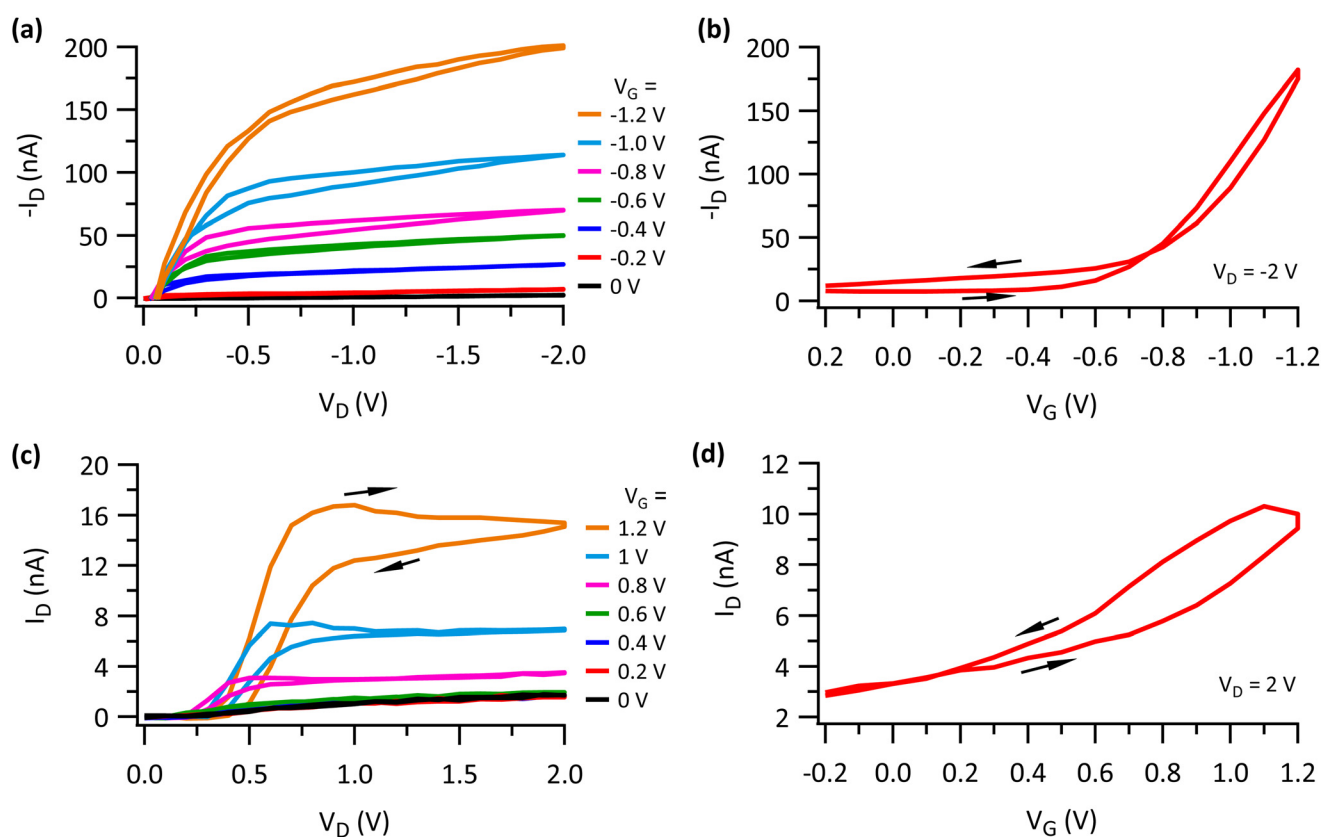 (a)
200
150
100
50
0
-I_D (nA)
0.0 -0.5 -1.0 -1.5 -2.0
V_D (V)
V_G =
-1.2 V
-1.0 V
-0.8 V
-0.6 V
-0.4 V
-0.2 V
0 V
(b)
200
150
100
50
0
-I_D (nA)
V_D = -2 V
0.2 0.0 -0.2 -0.4 -0.6 -0.8 -1.0 -1.2
V_G (V)
(c)
20
16
12
8
4
0
I_D (nA)
0.0 0.5 1.0 1.5 2.0
V_D (V)
V_G =
1.2 V
1 V
0.8 V
0.6 V
0.4 V
0.2 V
0 V
(d)
12
10
8
6
4
2
I_D (nA)
V_D = 2 V
-0.2 0.0 0.2 0.4 0.6 0.8 1.0 1.2
V_G (V)